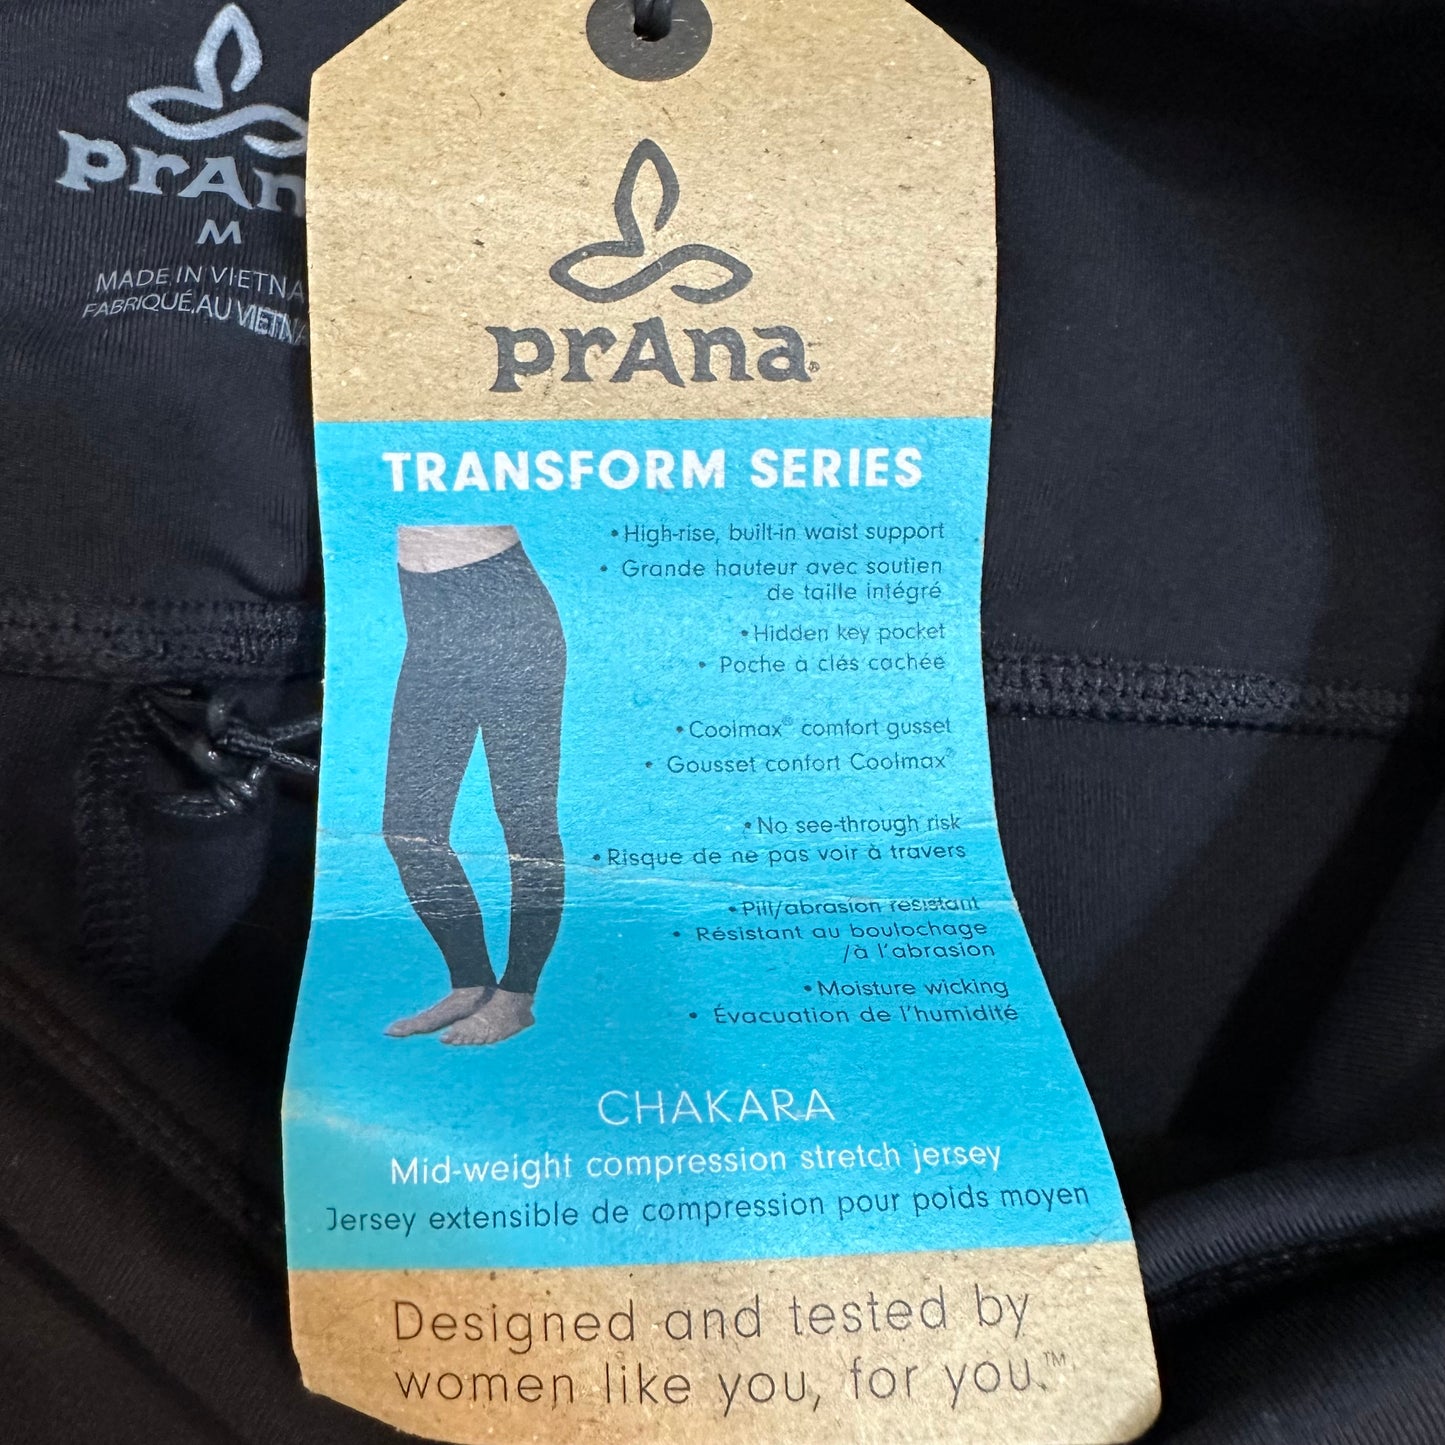 prAn
M
MADE IN VIETNA
FABRIQUÉ AU VIETNA
prAna®
TRANSFORM SERIES
• High-rise, built-in waist support
• Grande hauteur avec soutien
de taille intégré
• Hidden key pocket
• Poche à clés cachée
• Coolmax® comfort gusset
• Gousset confort Coolmax®
• No see-through risk
• Risque de ne pas voir à travers
• Pill/abrasion resistant
• Résistant au boulochage
/à l'abrasion
• Moisture wicking
• Évacuation de l'humidité
CHAKARA
Mid-weight compression stretch jersey
Jersey extensible de compression pour poids moyen
Designed and tested by
women like you, for you.™